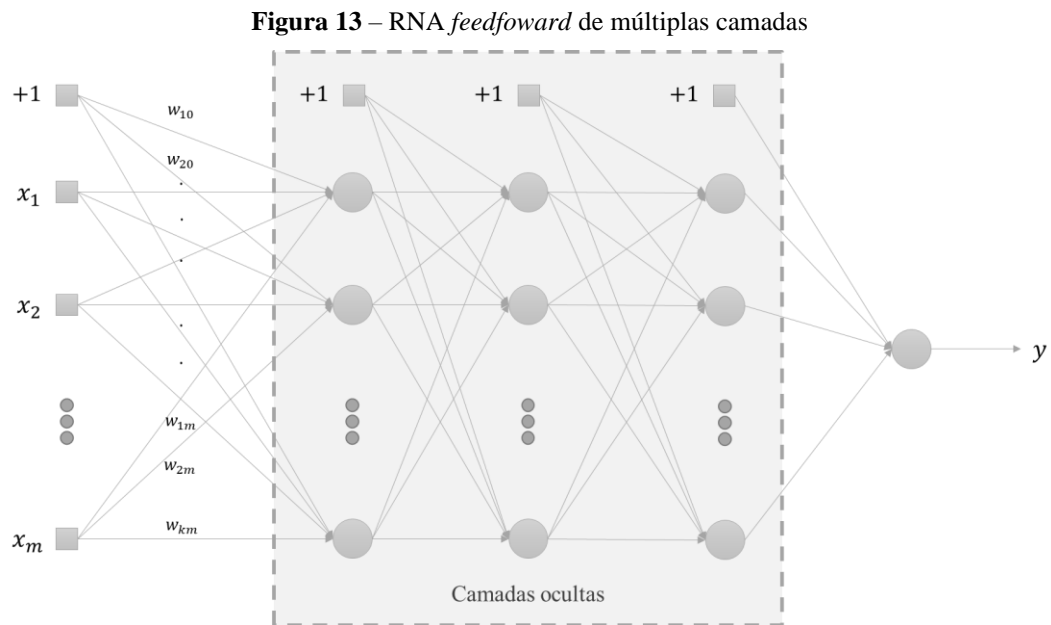 Figura 13 – RNA feedfoward de múltiplas camadas
+1 +1 +1 +1
w10
w20
x1
x2
w1m
w2m
wkm
xm
y
Camadas ocultas